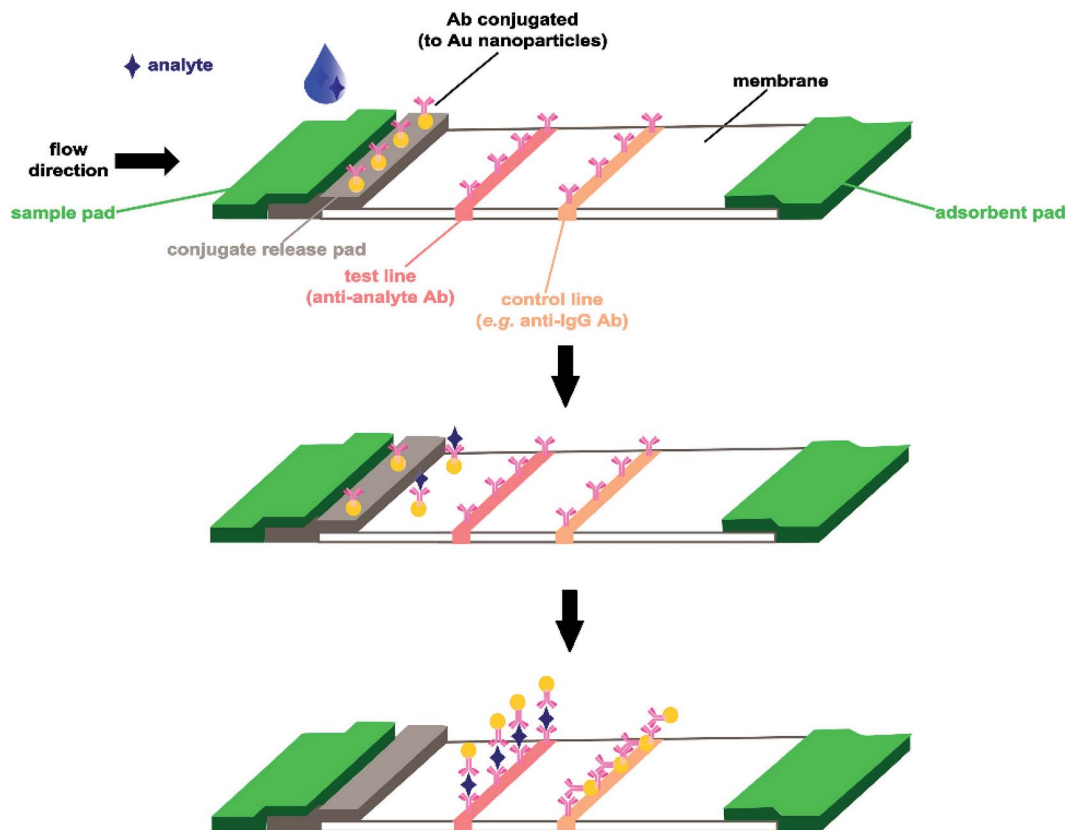 Ab conjugated
(to Au nanoparticles)
analyte
membrane
flow
direction
sample pad
adsorbent pad
conjugate release pad
test line
(anti-analyte Ab)
control line
(e.g. anti-IgG Ab)